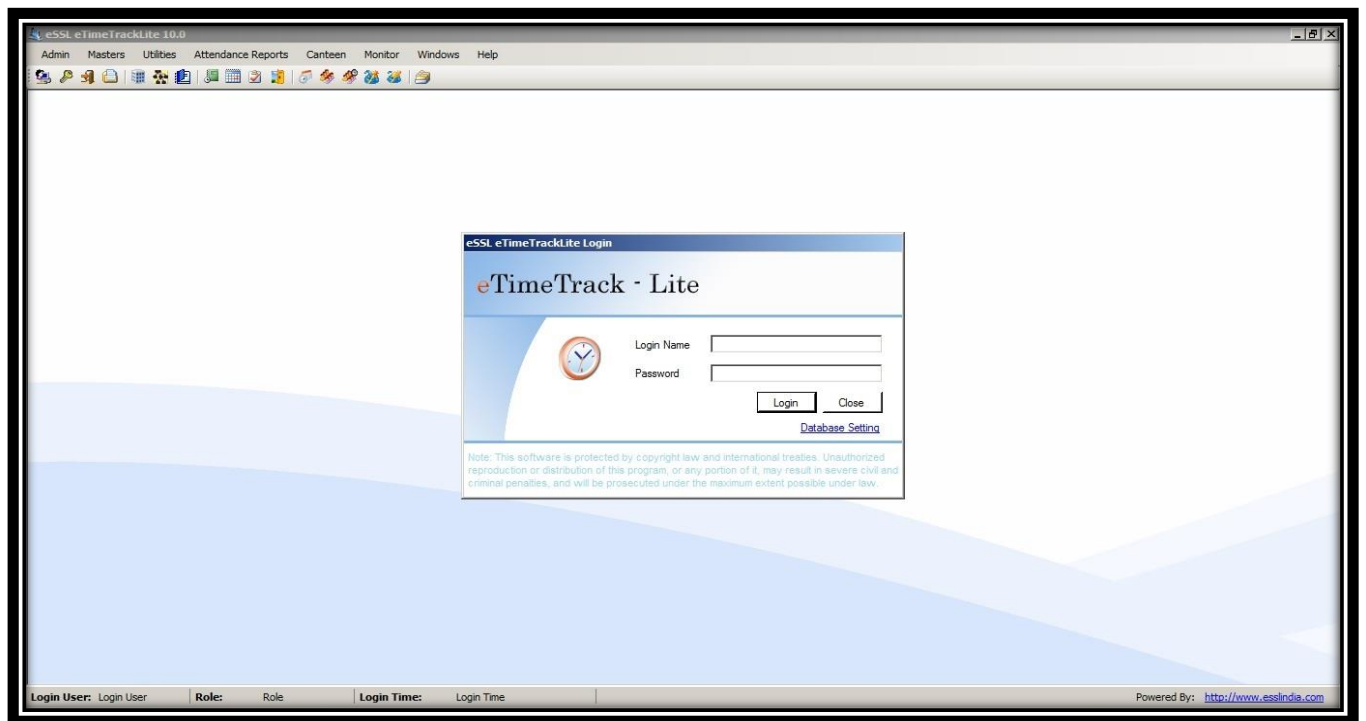 eSSL eTimeTrackLite 10.0
Admin Masters Utilities Attendance Reports Canteen Monitor Windows Help
eSSL eTimeTrackLite Login
eTimeTrack - Lite
Login Name
Password
Login Close
Database Setting
Note: This software is protected by copyright law and international treaties. Unauthorized
reproduction or distribution of this program, or any portion of it, may result in severe civil and
criminal penalties, and will be prosecuted under the maximum extent possible under law.
Login User: Login User Role: Role Login Time: Login Time Powered By: http://www.esslindia.com